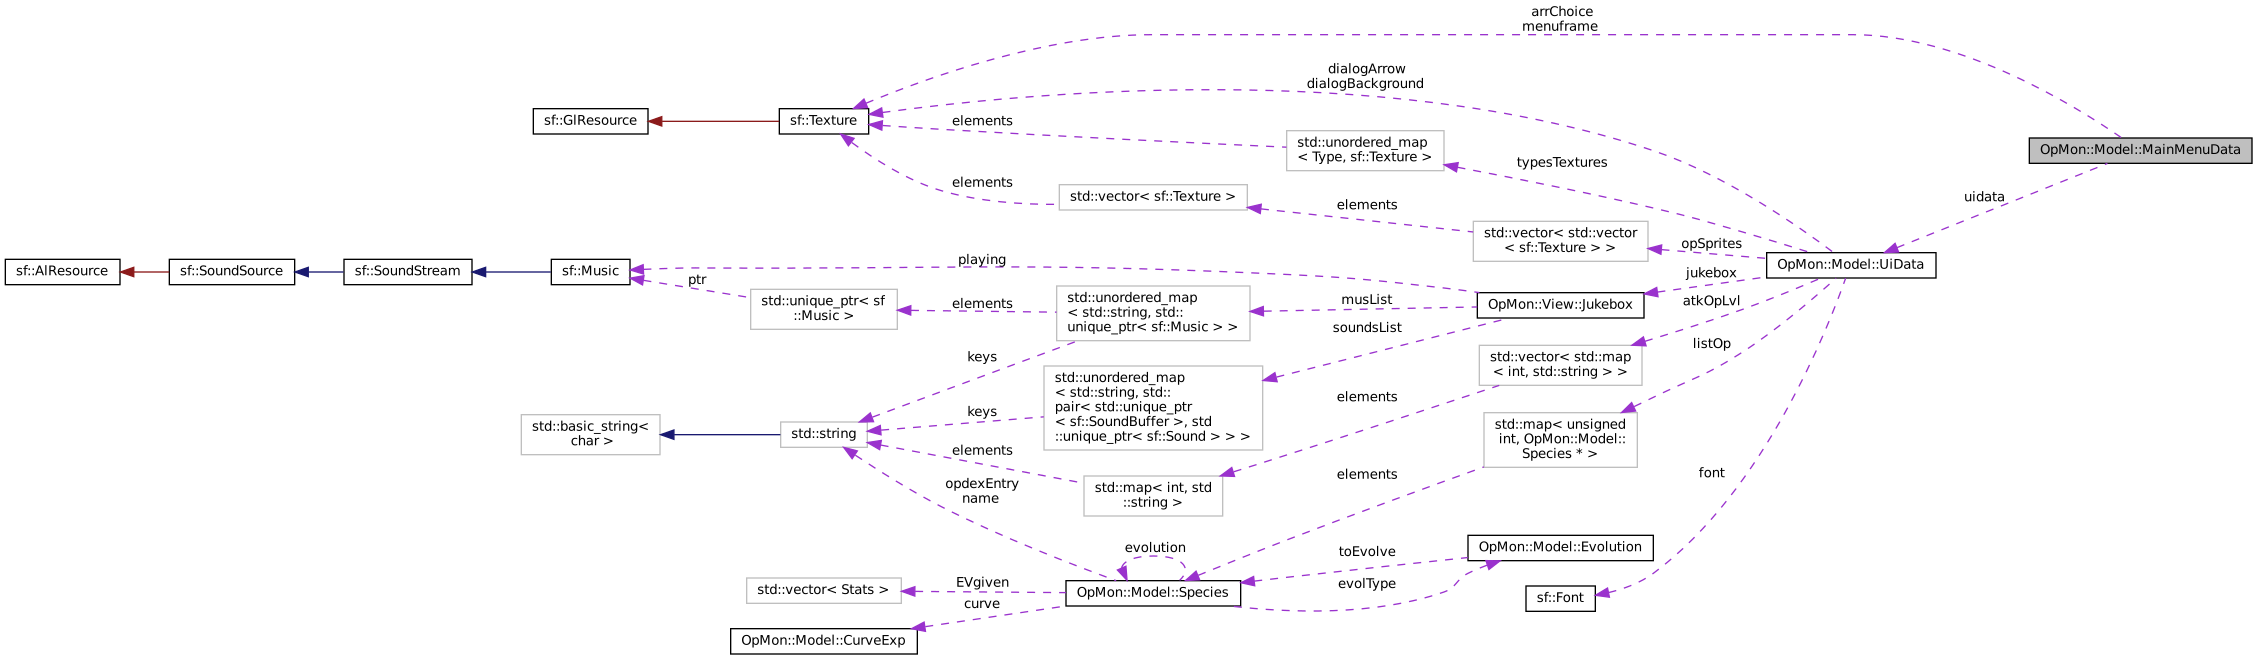 arrChoice
menuframe
dialogArrow
dialogBackground
sf::GlResource
sf::Texture
elements
std::unordered_map
< Type, sf::Texture >
typesTextures
OpMon::Model::MainMenuData
elements
std::vector< sf::Texture >
elements
uidata
std::vector< std::vector
< sf::Texture > >
opSprites
OpMon::Model::UiData
playing
sf::AlResource
sf::SoundSource
sf::SoundStream
sf::Music
ptr
jukebox
std::unique_ptr< sf
::Music >
elements
std::unordered_map
< std::string, std::
unique_ptr< sf::Music > >
musList
OpMon::View::Jukebox
atkOpLvl
soundsList
listOp
keys
std::vector< std::map
< int, std::string > >
std::unordered_map
< std::string, std::
pair< std::unique_ptr
< sf::SoundBuffer >, std
::unique_ptr< sf::Sound > > >
elements
keys
std::basic_string<
char >
std::string
std::map< unsigned
int, OpMon::Model::
Species * >
elements
elements
font
opdexEntry
name
std::map< int, std
::string >
evolution
toEvolve
OpMon::Model::Evolution
std::vector< Stats >
EVgiven
OpMon::Model::Species
evolType
sf::Font
curve
OpMon::Model::CurveExp